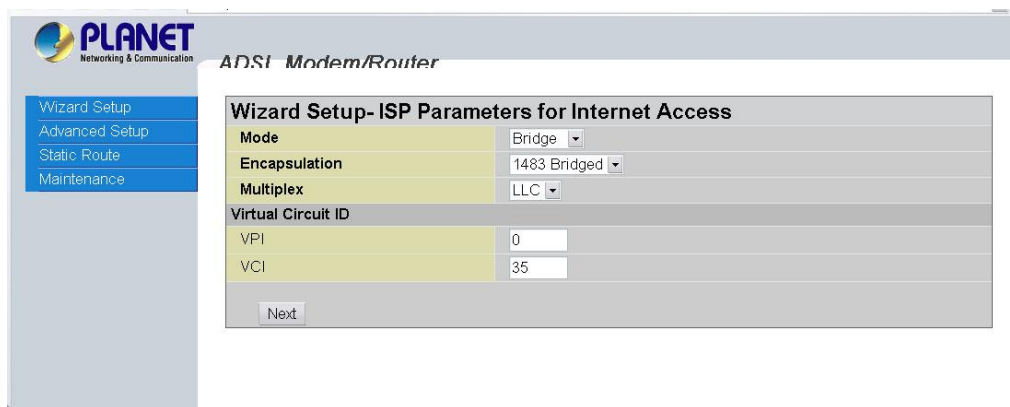 PLANET
Networking & Communication
ADSL Modem/Router
Wizard Setup
Advanced Setup
Static Route
Maintenance
Wizard Setup- ISP Parameters for Internet Access
Mode Bridge
Encapsulation 1483 Bridged
Multiplex LLC
Virtual Circuit ID
VPI 0
VCI 35
Next